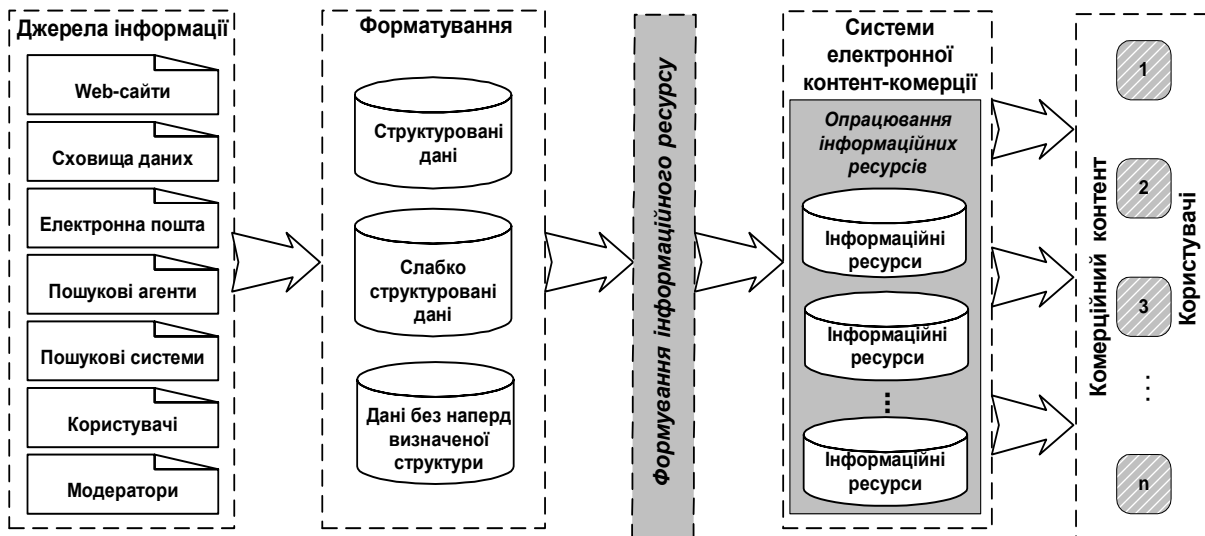 Джерела інформації
Web-сайти
Сховища даних
Електронна пошта
Пошукові агенти
Пошукові системи
Користувачі
Модератори
Форматування
Структуровані
дані
Слабко
структуровані
дані
Дані без наперд
визначеної
структури
Формування інформаційного ресурсу
Системи
електронної
контент-комерції
Опрацювання
інформаційних
ресурсів
Інформаційні
ресурси
Інформаційні
ресурси
...
Інформаційні
ресурси
Комерційний контент
1
2
3
...
n
Користувачі